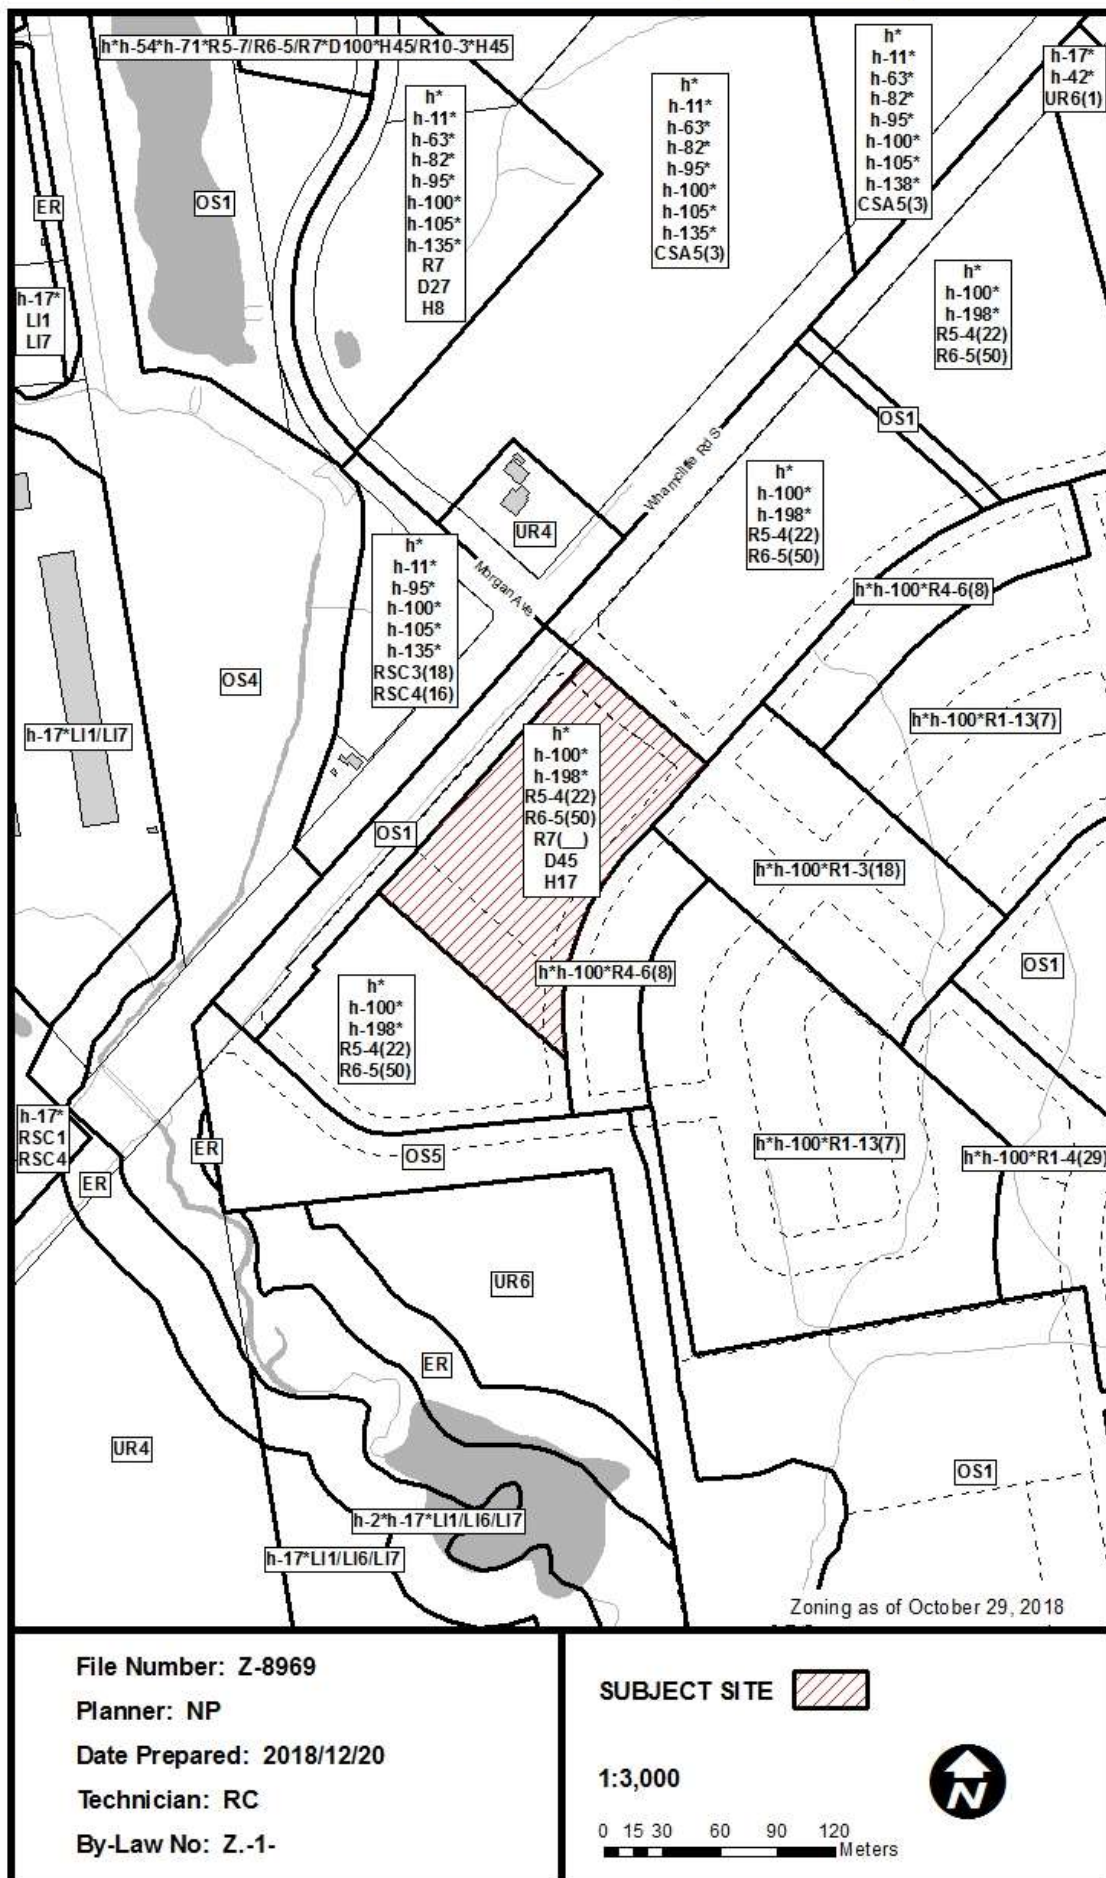 h*h-54*h-71*R5-7/R6-5/R7*D100*H45/R10-3*H45
h*
h-11*
h-63*
h-82*
h-95*
h-100*
h-105*
h-135*
R7
D27
H8
h*
h-11*
h-63*
h-82*
h-95*
h-100*
h-105*
h-135*
CSA5(3)
h*
h-11*
h-63*
h-82*
h-95*
h-100*
h-105*
h-138*
CSA5(3)
h-17*
h-42*
UR6(1)
ER
OS1
h-17*
LI1
LI7
h*
h-100*
h-198*
R5-4(22)
R6-5(50)
OS1
Wharncliffe Rd S
h*
h-100*
h-198*
R5-4(22)
R6-5(50)
UR4
Morgan Ave
h*
h-11*
h-95*
h-100*
h-105*
h-135*
RSC3(18)
RSC4(16)
h*h-100*R4-6(8)
OS4
h-17*LI1/LI7
h*h-100*R1-13(7)
h*
h-100*
h-198*
R5-4(22)
R6-5(50)
R7(__)
D45
H17
OS1
h*h-100*R1-3(18)
h*h-100*R4-6(8)
OS1
h*
h-100*
h-198*
R5-4(22)
R6-5(50)
h-17*
RSC1
RSC4
ER
ER
OS5
h*h-100*R1-13(7)
h*h-100*R1-4(29)
UR6
ER
UR4
OS1
h-2*h-17*LI1/LI6/LI7
h-17*LI1/LI6/LI7
Zoning as of October 29, 2018
File Number: Z-8969
Planner: NP
Date Prepared: 2018/12/20
Technician: RC
By-Law No: Z.-1-
SUBJECT SITE
1:3,000
0 15 30 60 90 120
Meters
N